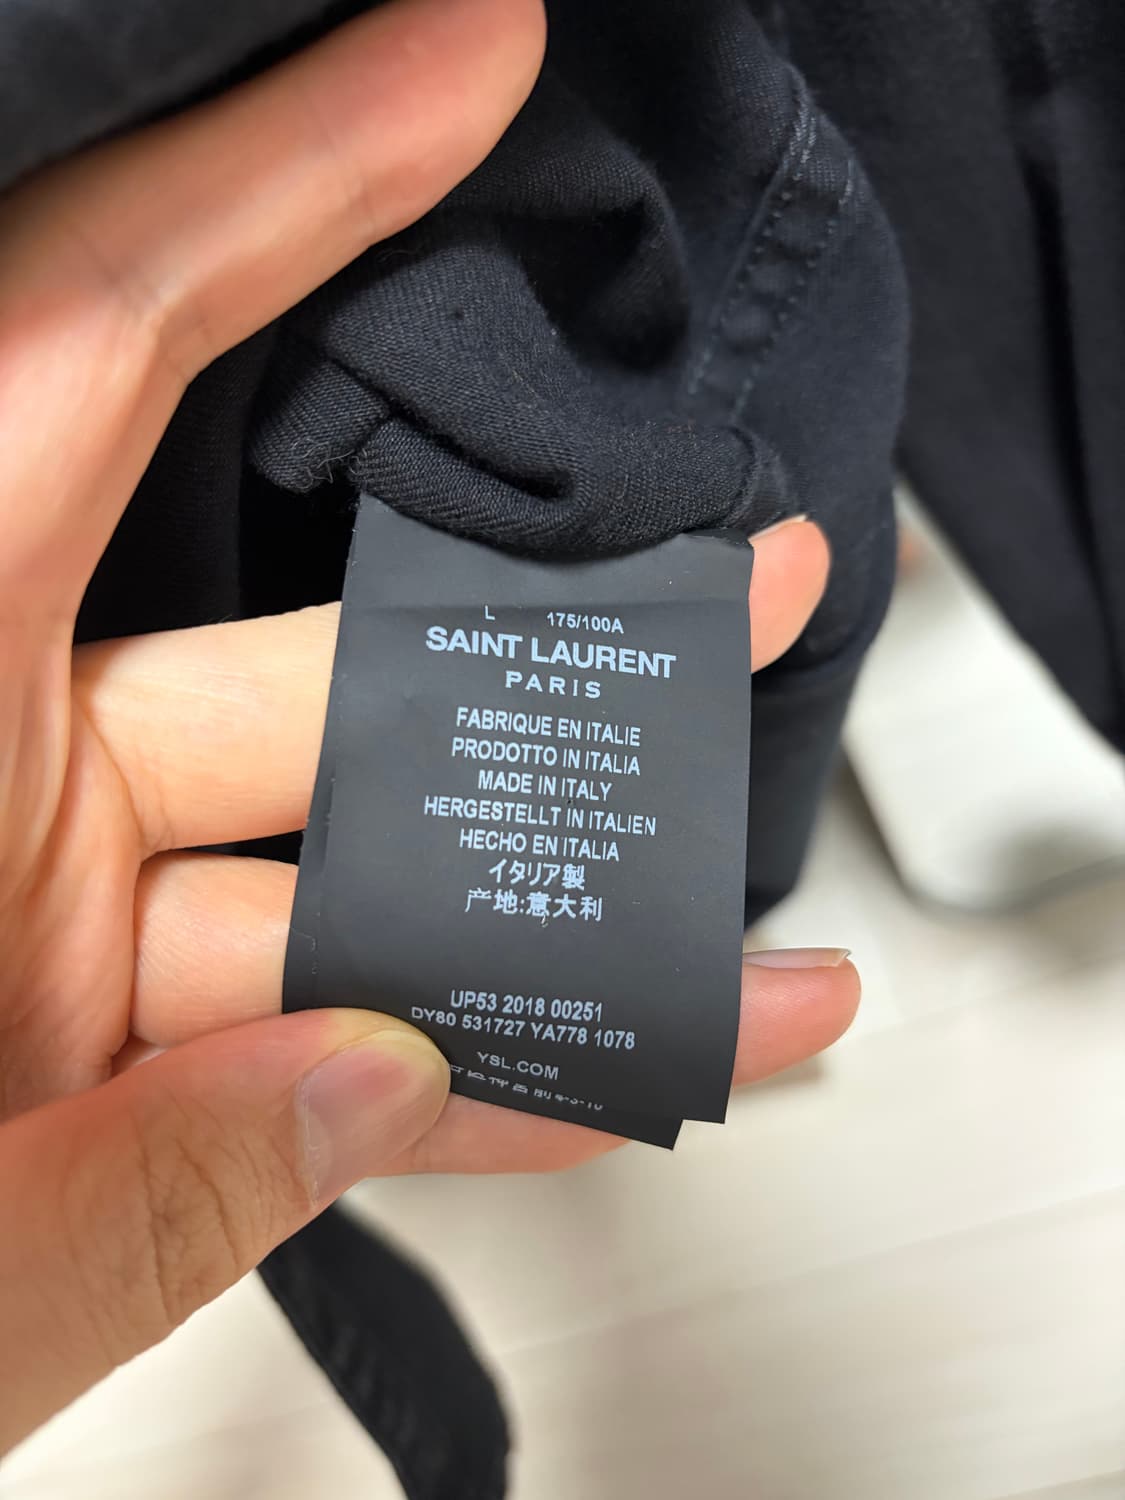 L 175/100A
SAINT LAURENT
PARIS
FABRIQUE EN ITALIE
PRODOTTO IN ITALIA
MADE IN ITALY
HERGESTELLT IN ITALIEN
HECHO EN ITALIA
イタリア製
产地:意大利
UP53 2018 00251
DY80 531727 YA778 1078
YSL.COM